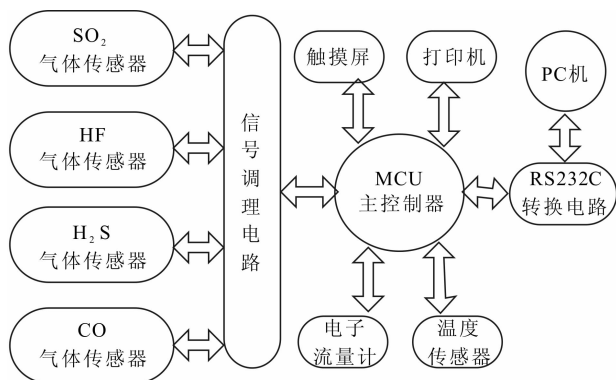 SO₂
气体传感器
HF
气体传感器
H₂S
气体传感器
CO
气体传感器
信号调理电路
触摸屏
打印机
PC机
MCU
主控制器
RS232C
转换电路
电子
流量计
温度
传感器